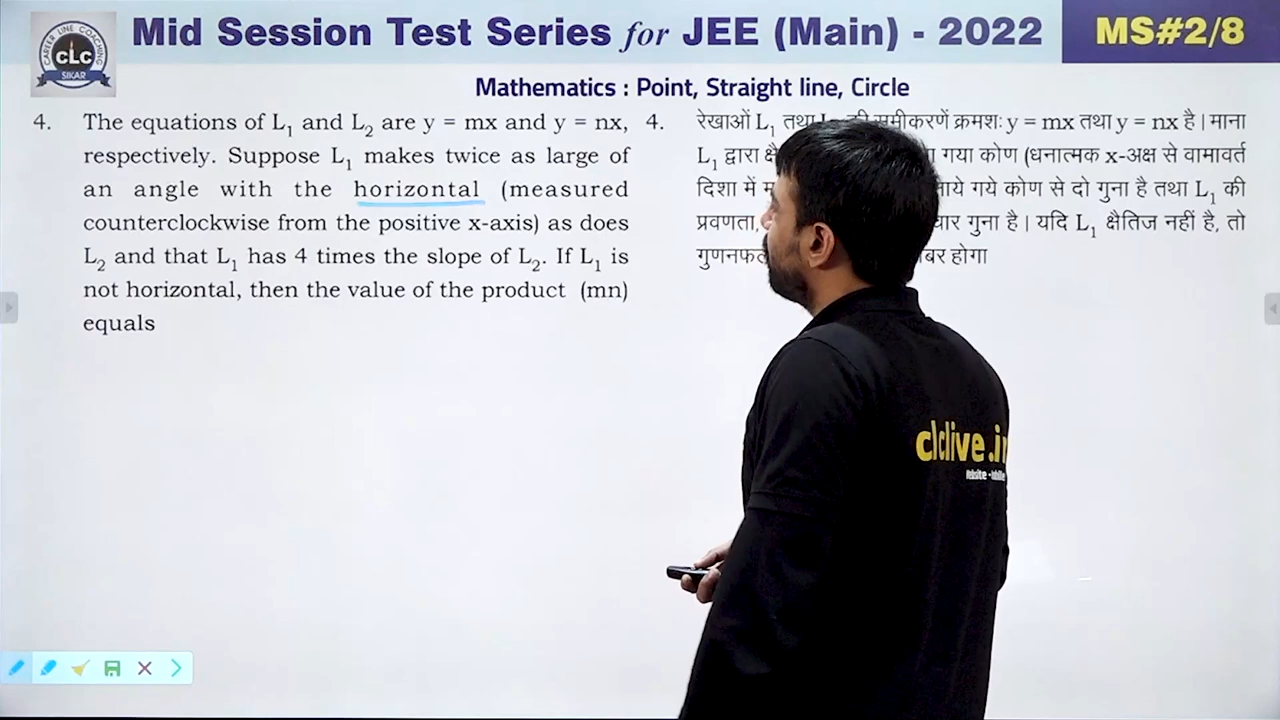 Mid Session Test Series for JEE (Main) - 2022
MS#2/8
CAREER LINE COACHING
CLC
SIKAR
Mathematics : Point, Straight line, Circle
4. The equations of L₁ and L₂ are y = mx and y = nx,
respectively. Suppose L₁ makes twice as large of
an angle with the horizontal (measured
counterclockwise from the positive x-axis) as does
L₂ and that L₁ has 4 times the slope of L₂. If L₁ is
not horizontal, then the value of the product (mn)
equals
4. रेखाओं L₁ तथा की समीकरणें क्रमशः y = mx तथा y = nx है। माना
L₁ द्वारा गया कोण (धनात्मक x-अक्ष से वामावर्त
दिशा में गये कोण से दो गुना है तथा L₁ की
प्रवणता, गुना है। यदि L₁ क्षैतिज नहीं है, तो
होगा
clclive.in